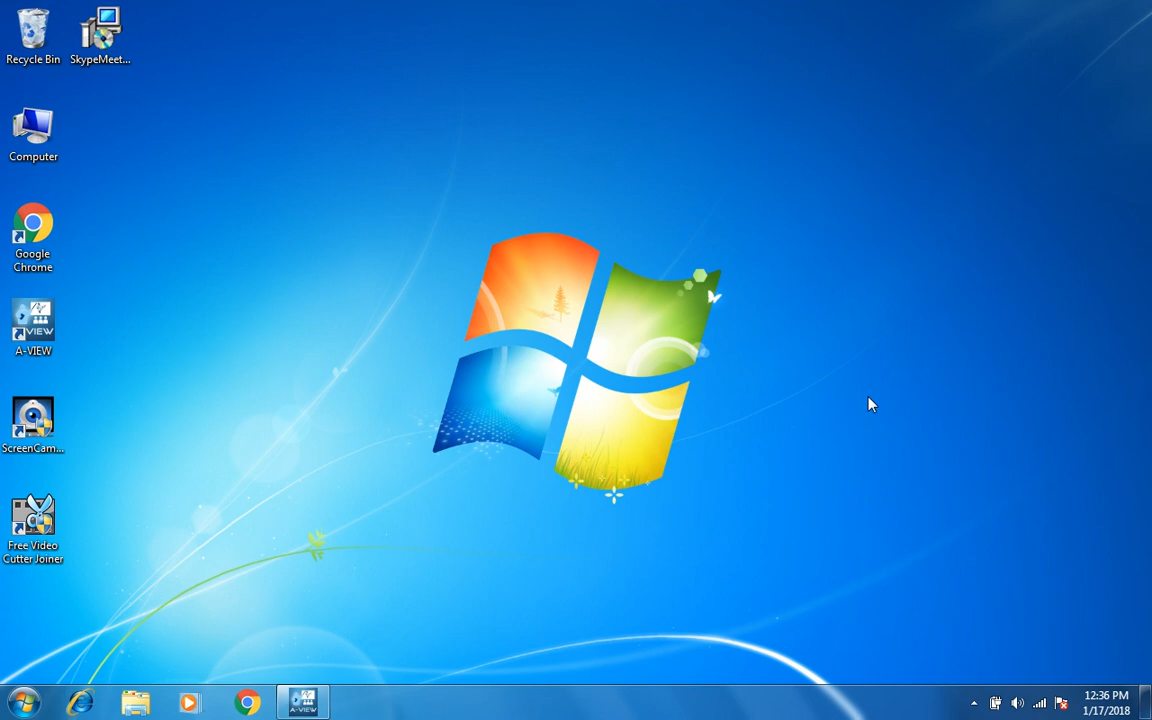 Recycle Bin
SkypeMeet...
Computer
Google
Chrome
VIEW
A-VIEW
ScreenCam...
Free Video
Cutter Joiner
A-VIEW
12:36 PM
1/17/2018